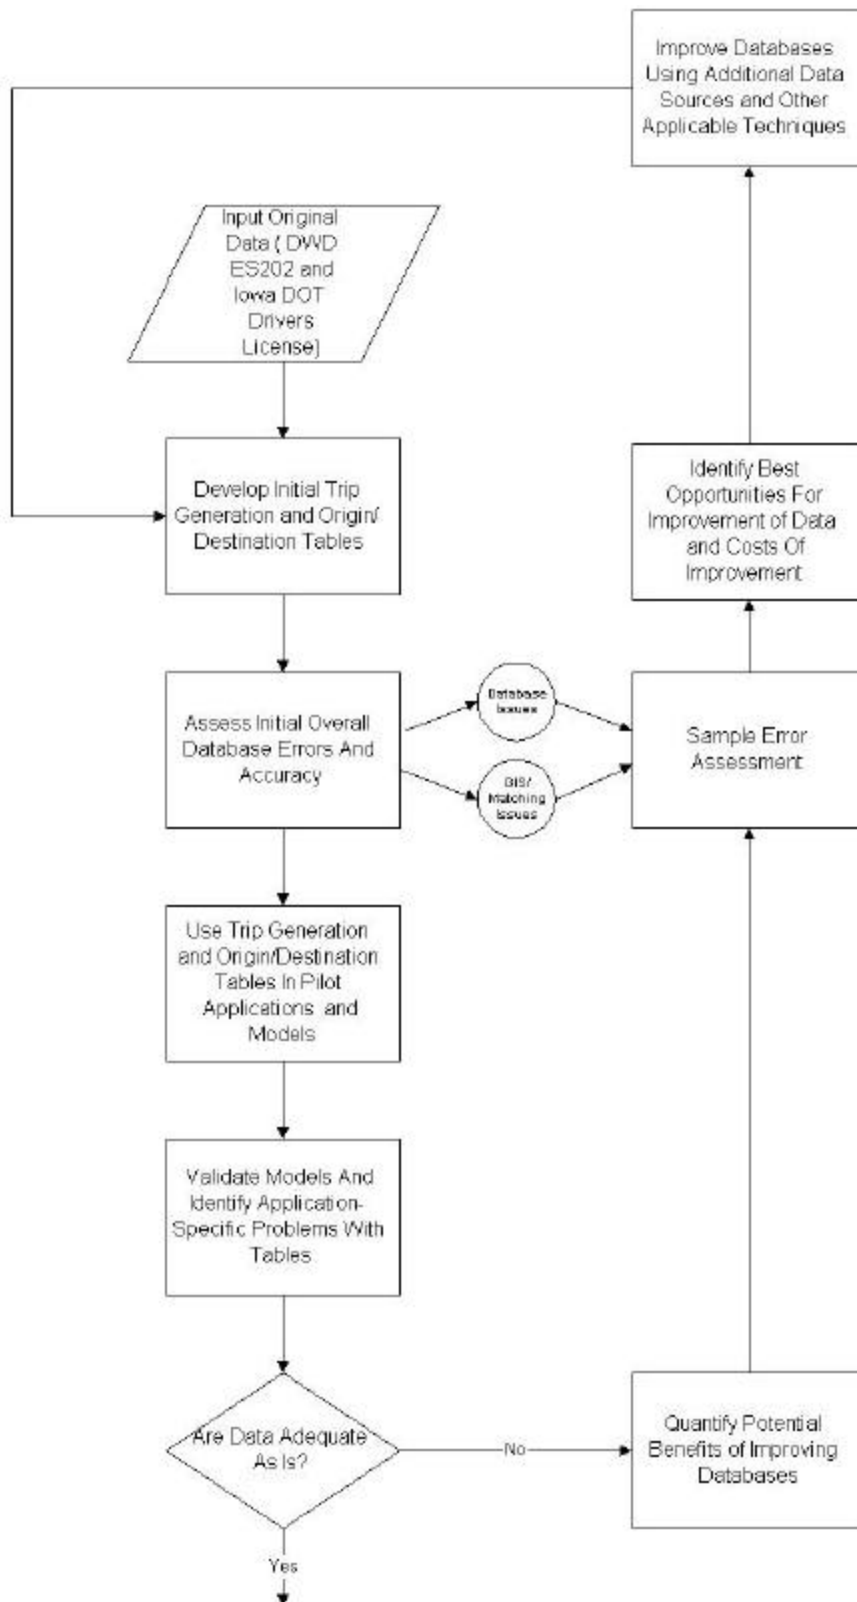 Improve Databases
Using Additional Data
Sources and Other
Applicable Techniques
Input Original
Data ( DWD
ES202 and
Iowa DOT
Drivers
License)
Develop Initial Trip
Generation and Origin/
Destination Tables
Identify Best
Opportunities For
Improvement of Data
and Costs Of
Improvement
Assess Initial Overall
Database Errors And
Accuracy
Database
Issues
GIS/
Matching
Issues
Sample Error
Assessment
Use Trip Generation
and Origin/Destination
Tables In Pilot
Applications and
Models
Validate Models And
Identify Application-
Specific Problems With
Tables
Are Data Adequate
As Is?
No
Quantify Potential
Benefits of Improving
Databases
Yes